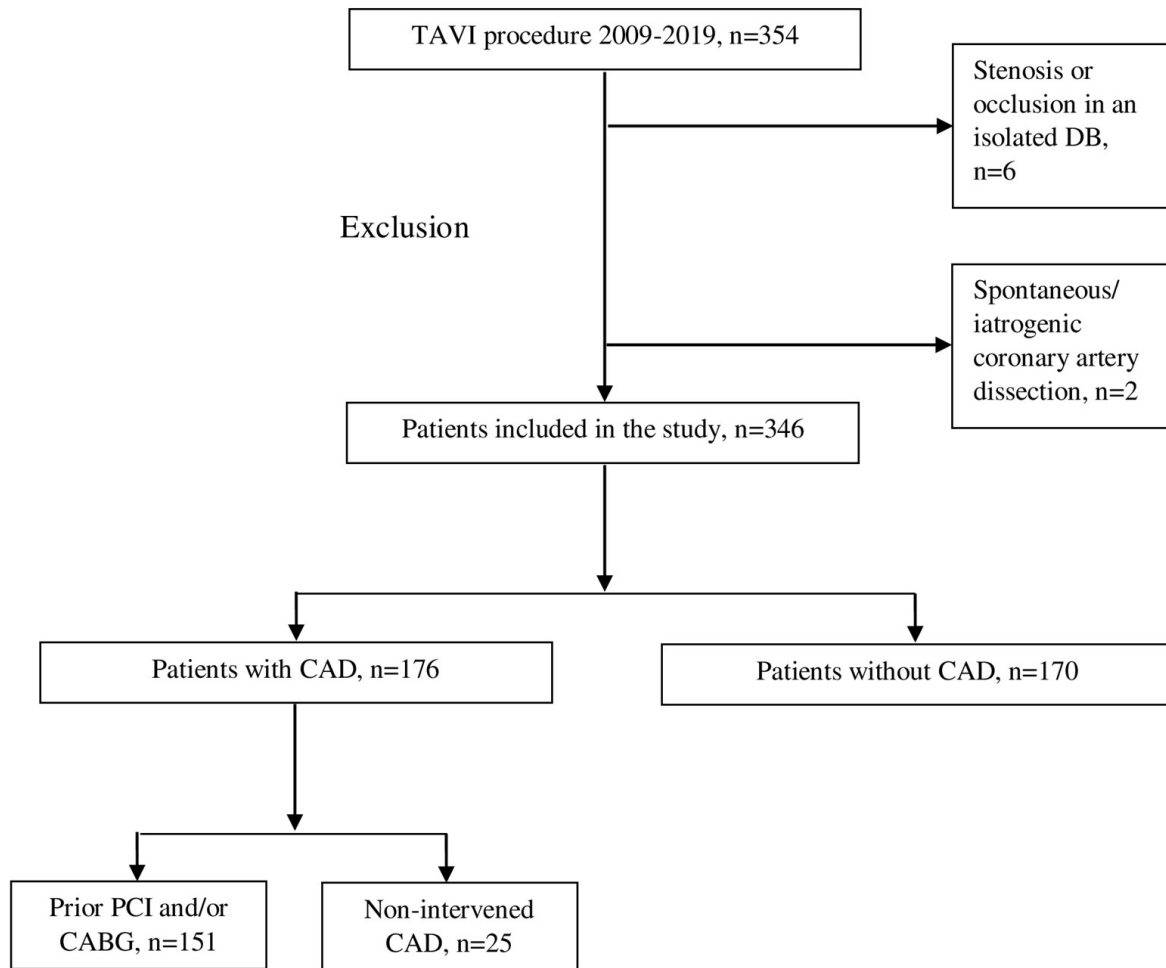 TAVI procedure 2009-2019, n=354
Stenosis or
occlusion in an
isolated DB,
n=6
Exclusion
Spontaneous/
iatrogenic
coronary artery
dissection, n=2
Patients included in the study, n=346
Patients with CAD, n=176
Patients without CAD, n=170
Prior PCI and/or
CABG, n=151
Non-intervened
CAD, n=25